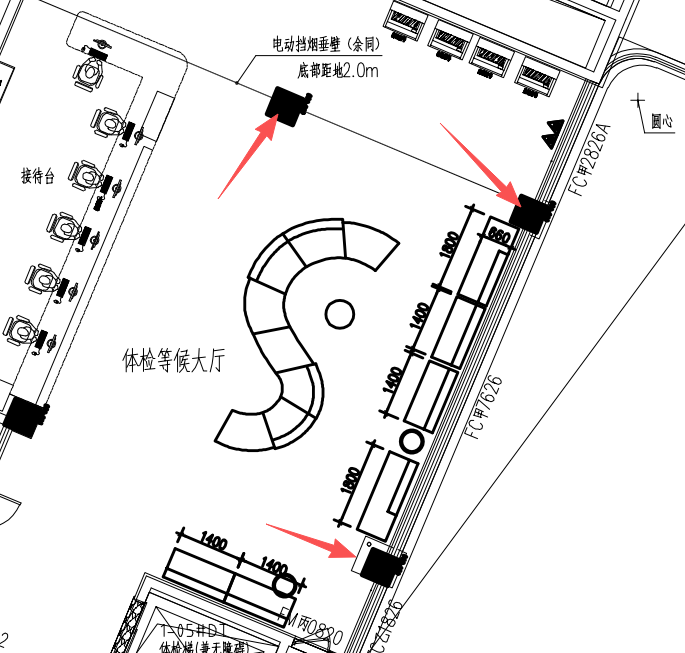 电动挡烟垂壁（余同）
底部距地2.0m
圆心
FC甲2826A
接待台
660
1800
1400
1400
体检等候大厅
FC甲7626
1800
1400
1400
FM丙0820
1-05#DT
体检梯(兼无障碍)